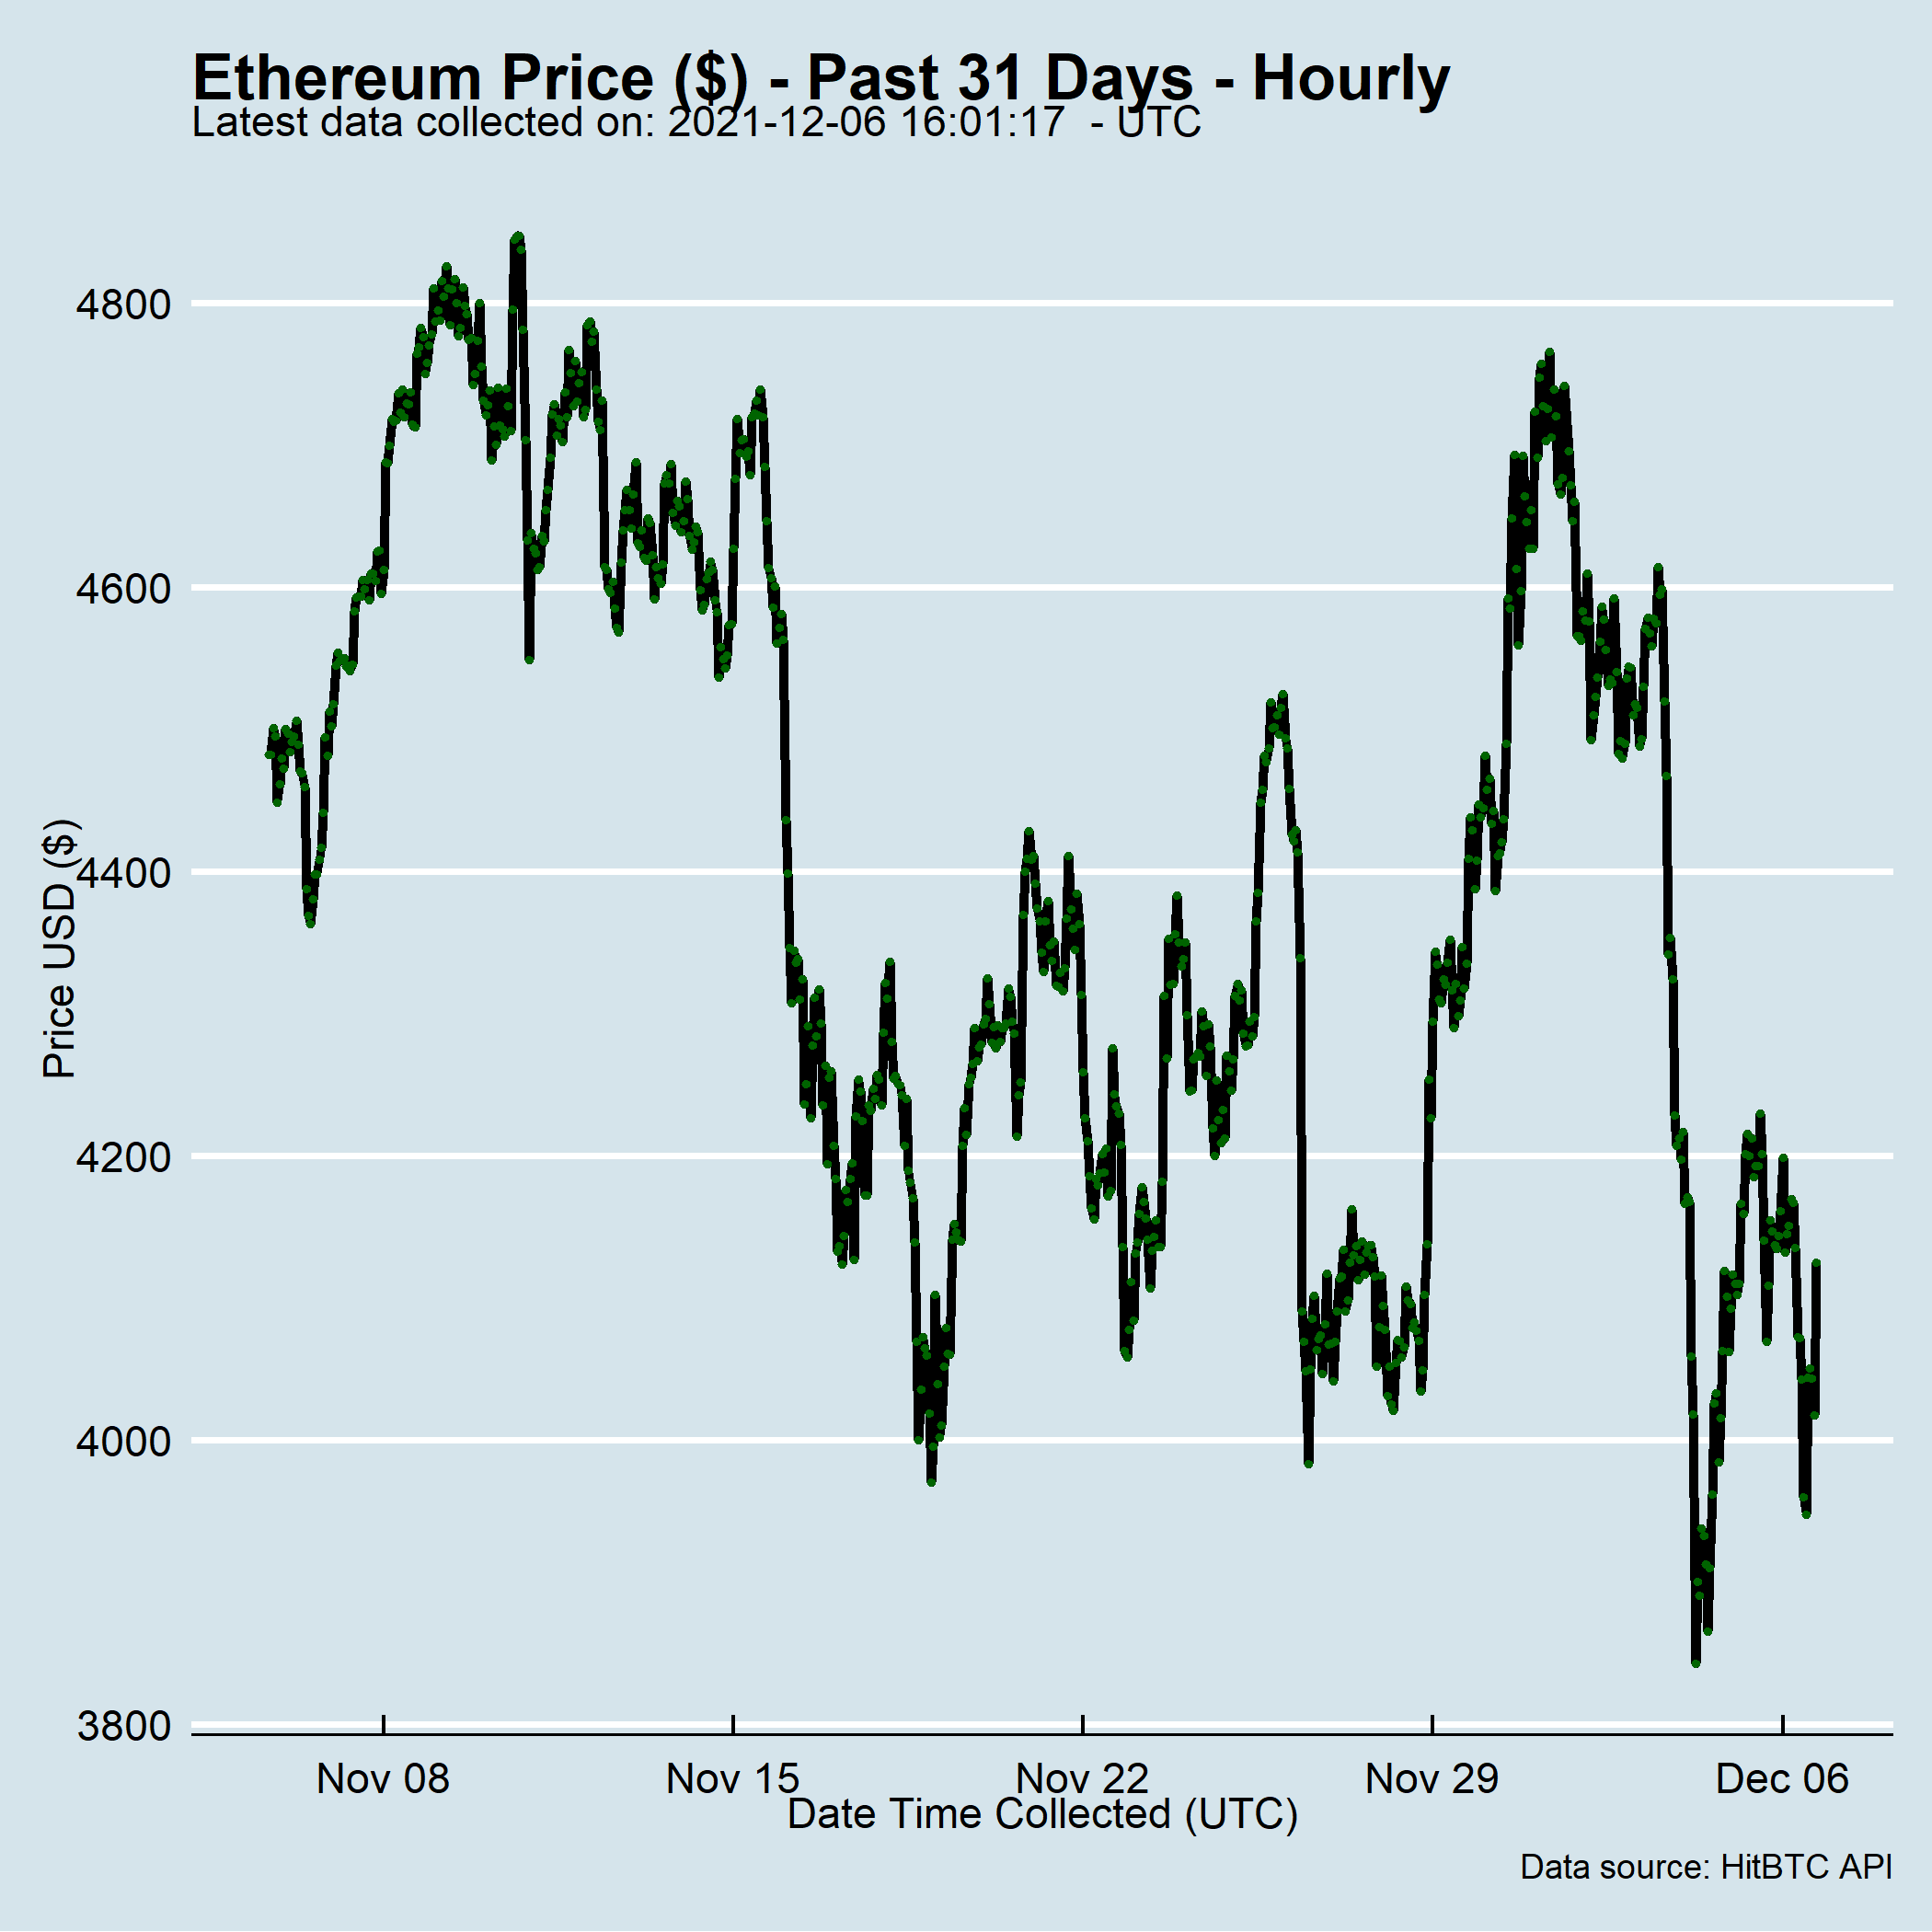 Ethereum Price ($) - Past 31 Days - Hourly
Latest data collected on: 2021-12-06 16:01:17  - UTC
4800
4600
4400
4200
4000
3800
Price USD ($)
Nov 08
Nov 15
Nov 22
Nov 29
Dec 06
Date Time Collected (UTC)
Data source: HitBTC API